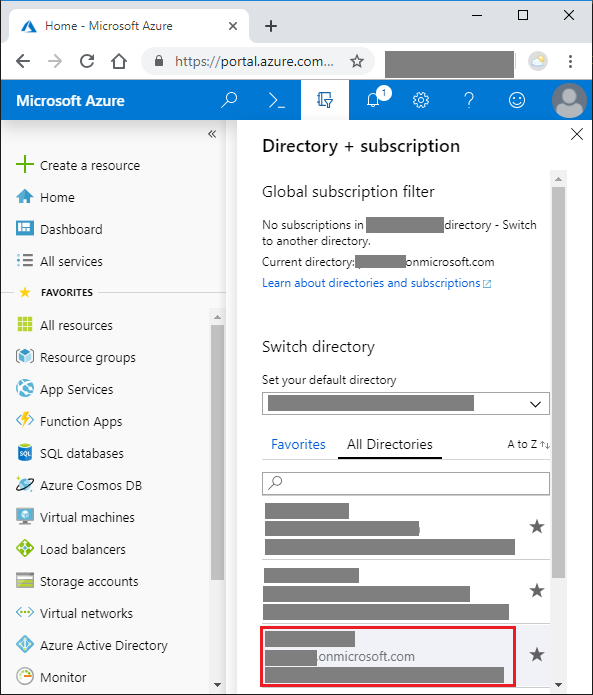 Home - Microsoft Azure
https://portal.azure.com...
Microsoft Azure
1
Create a resource
Home
Dashboard
All services
FAVORITES
All resources
Resource groups
App Services
Function Apps
SQL databases
Azure Cosmos DB
Virtual machines
Load balancers
Storage accounts
Virtual networks
Azure Active Directory
Monitor
Directory + subscription
Global subscription filter
No subscriptions in directory - Switch
to another directory.
Current directory: onmicrosoft.com
Learn about directories and subscriptions
Switch directory
Set your default directory
Favorites All Directories A to Z
.onmicrosoft.com